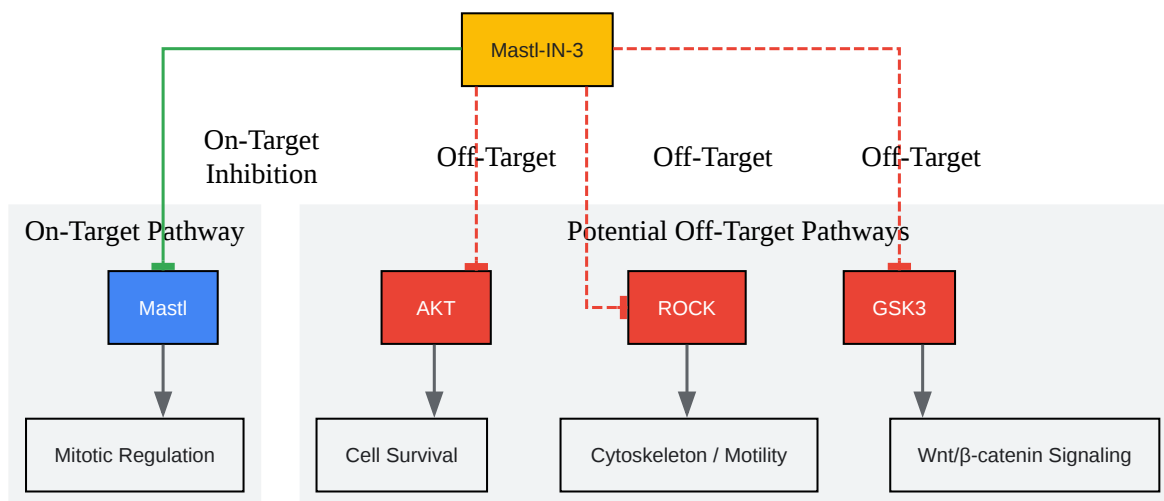 Mastl-IN-3
On-Target
Inhibition
Off-Target
Off-Target
Off-Target
On-Target Pathway
Potential Off-Target Pathways
Mastl
AKT
ROCK
GSK3
Mitotic Regulation
Cell Survival
Cytoskeleton / Motility
Wnt/β-catenin Signaling